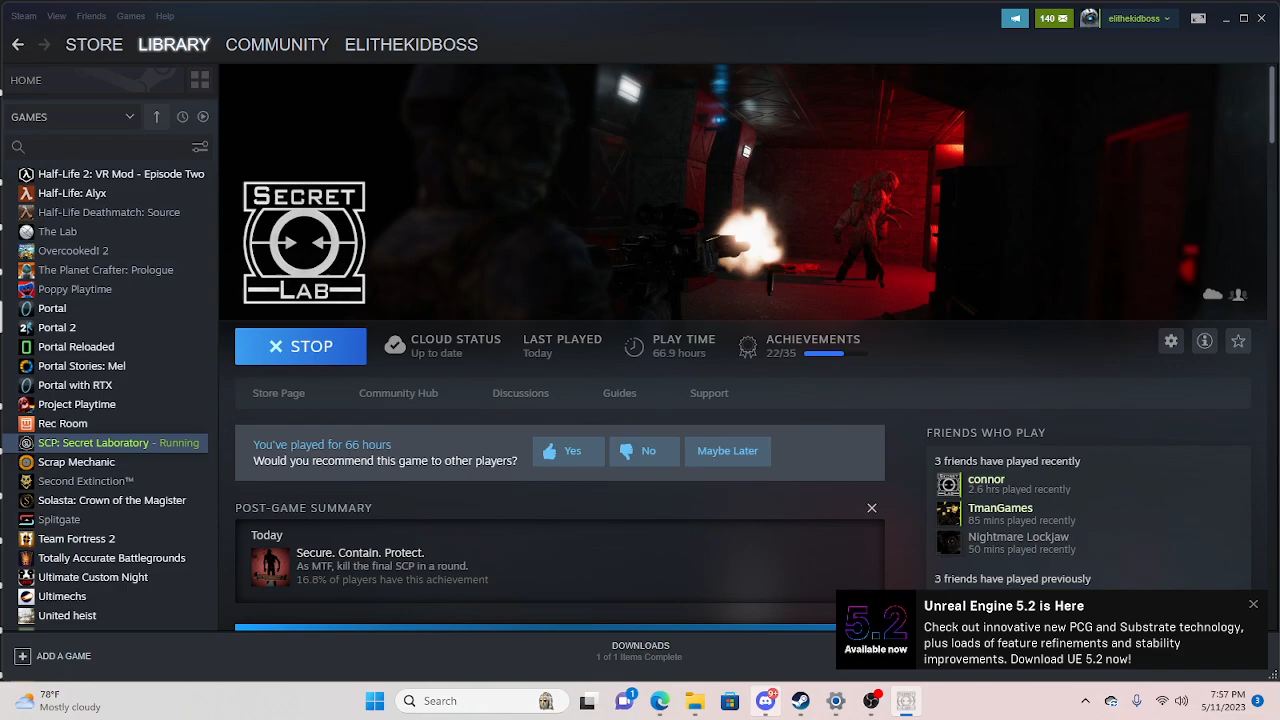 Steam View Friends Games Help
140 elithekidboss
STORE LIBRARY COMMUNITY ELITHEKIDBOSS
HOME
GAMES
Half-Life 2: VR Mod - Episode Two
Half-Life: Alyx
Half-Life Deathmatch: Source
The Lab
Overcooked! 2
The Planet Crafter: Prologue
Poppy Playtime
Portal
Portal 2
Portal Reloaded
Portal Stories: Mel
Portal with RTX
Project Playtime
Rec Room
SCP: Secret Laboratory - Running
Scrap Mechanic
Second Extinction™
Solasta: Crown of the Magister
Splitgate
Team Fortress 2
Totally Accurate Battlegrounds
Ultimate Custom Night
Ultimechs
United heist
ADD A GAME
SECRET
LAB
STOP
CLOUD STATUS
Up to date
LAST PLAYED
Today
PLAY TIME
66.9 hours
ACHIEVEMENTS
22/35
Store Page Community Hub Discussions Guides Support
You've played for 66 hours
Would you recommend this game to other players?
Yes No Maybe Later
POST-GAME SUMMARY
Today
Secure. Contain. Protect.
As MTF, kill the final SCP in a round.
16.8% of players have this achievement
FRIENDS WHO PLAY
3 friends have played recently
connor
2.6 hrs played recently
TmanGames
85 mins played recently
Nightmare Lockjaw
50 mins played recently
3 friends have played previously
DOWNLOADS
1 of 1 Items Complete
5.2
Available now
Unreal Engine 5.2 is Here
Check out innovative new PCG and Substrate technology,
plus loads of feature refinements and stability
improvements. Download UE 5.2 now!
78°F
Mostly cloudy
Search
1
9+
7:57 PM
5/11/2023
3